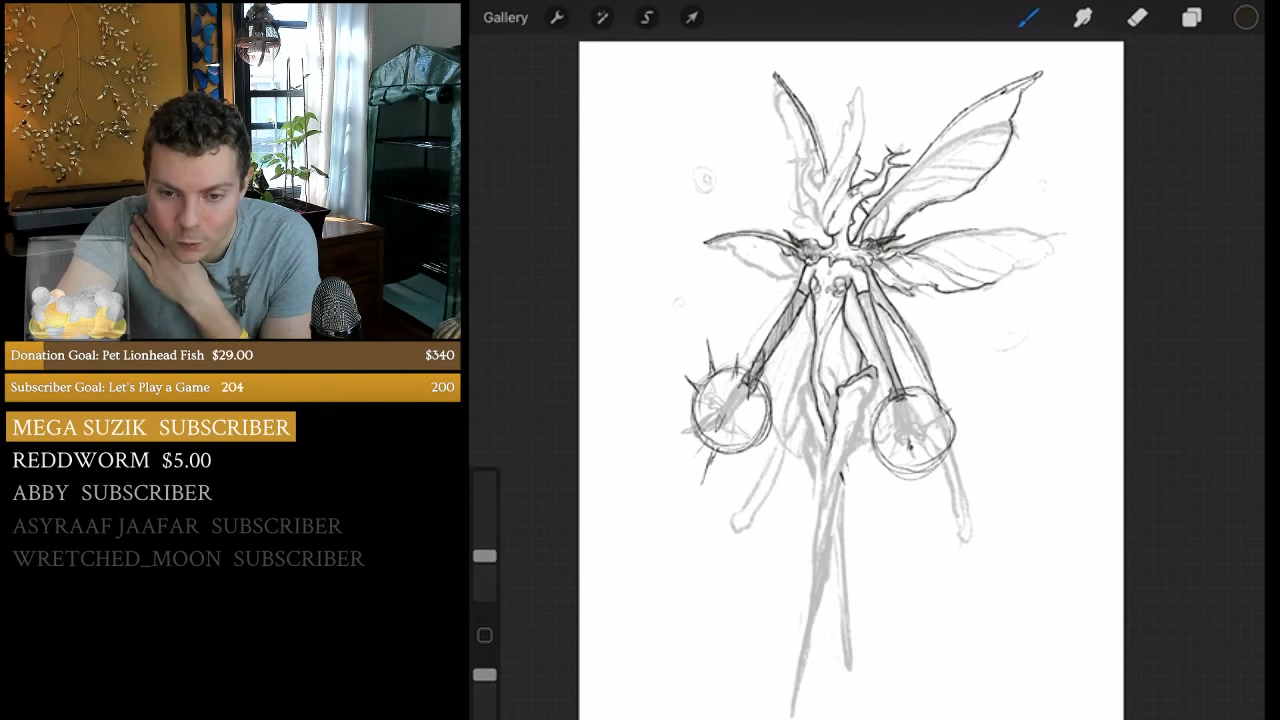 Gallery
Donation Goal: Pet Lionhead Fish $29.00 $340
Subscriber Goal: Let's Play a Game 204 200
MEGA SUZIK SUBSCRIBER
REDDWORM $5.00
ABBY SUBSCRIBER
ASYRAAF JAAFAR SUBSCRIBER
WRETCHED_MOON SUBSCRIBER